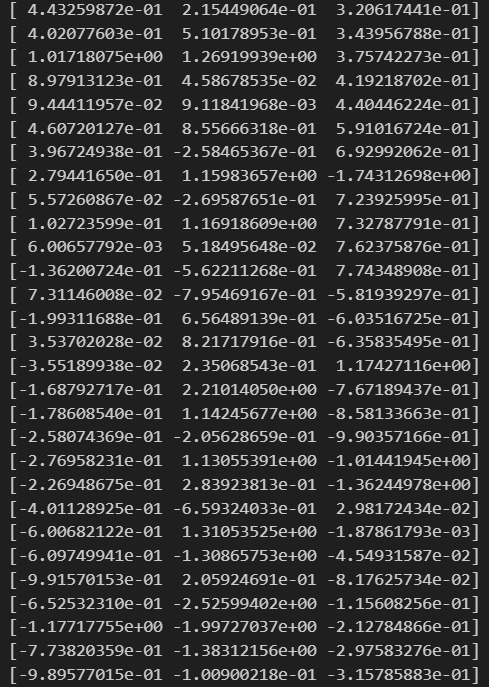 [ 4.43259872e-01  2.15449064e-01  3.20617441e-01]
[ 4.02077603e-01  5.10178953e-01  3.43956788e-01]
[ 1.01718075e+00  1.26919939e+00  3.75742273e-01]
[ 8.97913123e-01  4.58678535e-02  4.19218702e-01]
[ 9.44411957e-02  9.11841968e-03  4.40446224e-01]
[ 4.60720127e-01  8.55666318e-01  5.91016724e-01]
[ 3.96724938e-01 -2.58465367e-01  6.92992062e-01]
[ 2.79441650e-01  1.15983657e+00 -1.74312698e+00]
[ 5.57260867e-02 -2.69587651e-01  7.23925995e-01]
[ 1.02723599e+00  1.16918609e+00  7.32787791e-01]
[ 6.00657792e-03  5.18495648e-02  7.62375876e-01]
[-1.36200724e-01 -5.62211268e-01  7.74348908e-01]
[ 7.31146008e-02 -7.95469167e-01 -5.81939297e-01]
[-1.99311688e-01  6.56489139e-01 -6.03516725e-01]
[ 3.53702028e-02  8.21717916e-01 -6.35835495e-01]
[-3.55189938e-02  2.35068543e-01  1.17427116e+00]
[-1.68792717e-01  2.21014050e+00 -7.67189437e-01]
[-1.78608540e-01  1.14245677e+00 -8.58133663e-01]
[-2.58074369e-01 -2.05628659e-01 -9.90357166e-01]
[-2.76958231e-01  1.13055391e+00 -1.01441945e+00]
[-2.26948675e-01  2.83923813e-01 -1.36244978e+00]
[-4.01128925e-01 -6.59324033e-01  2.98172434e-02]
[-6.00682122e-01  1.31053525e+00 -1.87861793e-03]
[-6.09749941e-01 -1.30865753e+00 -4.54931587e-02]
[-9.91570153e-01  2.05924691e-01 -8.17625734e-02]
[-6.52532310e-01 -2.52599402e+00 -1.15608256e-01]
[-1.17717755e+00 -1.99727037e+00 -2.12784866e-01]
[-7.73820359e-01 -1.38312156e+00 -2.97583276e-01]
[-9.89577015e-01 -1.00900218e-01 -3.15785883e-01]